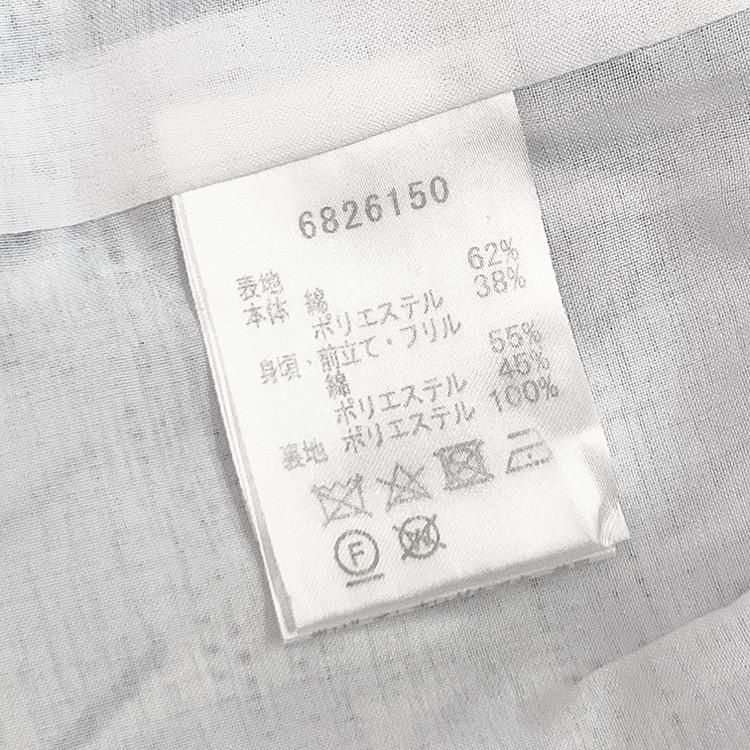 6826150
表地
本体 綿 62%
ポリエステル 38%
身頃・前立て・フリル
綿 55%
ポリエステル 45%
裏地 ポリエステル 100%
F W